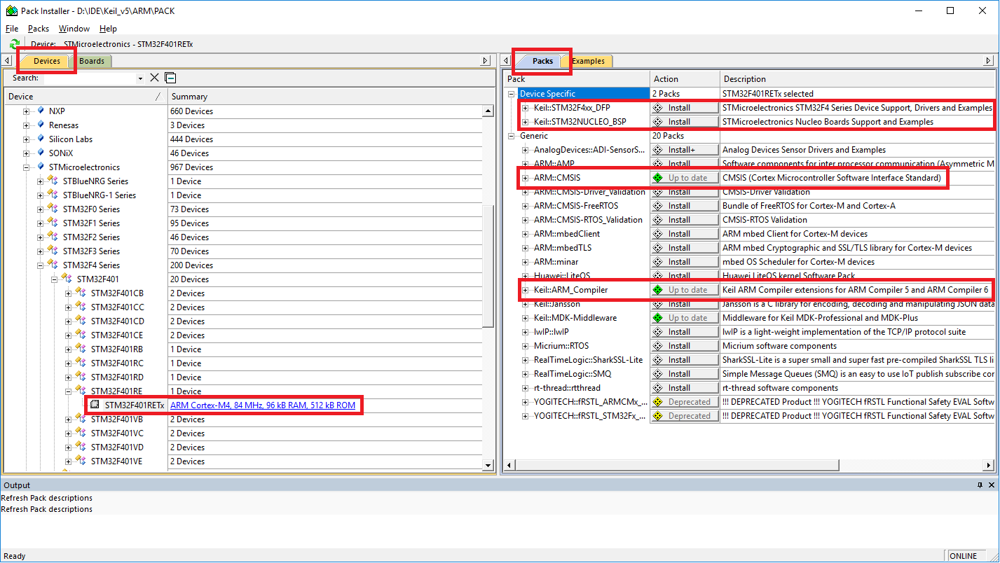 Pack Installer - D:\IDE\Keil_v5\ARM\PACK
File Packs Window Help
Device: STMicroelectronics - STM32F401RETx
Devices Boards
Search:
Device Summary
NXP 660 Devices
Renesas 3 Devices
Silicon Labs 444 Devices
SONiX 46 Devices
STMicroelectronics 967 Devices
STBlueNRG Series 1 Device
STBlueNRG-1 Series 1 Device
STM32F0 Series 73 Devices
STM32F1 Series 95 Devices
STM32F2 Series 46 Devices
STM32F3 Series 70 Devices
STM32F4 Series 200 Devices
STM32F401 20 Devices
STM32F401CB 2 Devices
STM32F401CC 2 Devices
STM32F401CD 2 Devices
STM32F401CE 2 Devices
STM32F401RB 1 Device
STM32F401RC 1 Device
STM32F401RD 1 Device
STM32F401RE 1 Device
STM32F401RETx ARM Cortex-M4, 84 MHz, 96 kB RAM, 512 kB ROM
STM32F401VB 2 Devices
STM32F401VC 2 Devices
STM32F401VD 2 Devices
STM32F401VE 2 Devices
Packs Examples
Pack Action Description
Device Specific 2 Packs STM32F401RETx selected
Keil::STM32F4xx_DFP Install STMicroelectronics STM32F4 Series Device Support, Drivers and Examples
Keil::STM32NUCLEO_BSP Install STMicroelectronics Nucleo Boards Support and Examples
Generic 20 Packs
AnalogDevices::ADI-SensorS... Install+ Analog Devices Sensor Drivers and Examples
ARM::AMP Install Software components for inter processor communication (Asymmetric M
ARM::CMSIS Up to date CMSIS (Cortex Microcontroller Software Interface Standard)
ARM::CMSIS-Driver_Validation Install CMSIS-Driver Validation
ARM::CMSIS-FreeRTOS Install Bundle of FreeRTOS for Cortex-M and Cortex-A
ARM::CMSIS-RTOS_Validation Install CMSIS-RTOS Validation
ARM::mbedClient Install ARM mbed Client for Cortex-M devices
ARM::mbedTLS Install ARM mbed Cryptographic and SSL/TLS library for Cortex-M devices
ARM::minar Install mbed OS Scheduler for Cortex-M devices
Huawei::LiteOS Install Huawei LiteOS kernel Software Pack
Keil::ARM_Compiler Up to date Keil ARM Compiler extensions for ARM Compiler 5 and ARM Compiler 6
Keil::Jansson Install Jansson is a C library for encoding, decoding and manipulating JSON data
Keil::MDK-Middleware Up to date Middleware for Keil MDK-Professional and MDK-Plus
lwIP::lwIP Install lwIP is a light-weight implementation of the TCP/IP protocol suite
Micrium::RTOS Install Micrium software components
RealTimeLogic::SharkSSL-Lite Install SharkSSL-Lite is a super small and super fast pre-compiled SharkSSL TLS li
RealTimeLogic::SMQ Install Simple Message Queues (SMQ) is an easy to use IoT publish subscribe cor
rt-thread::rtthread Install rt-thread software components
YOGITECH::fRSTL_ARMCMx_... Deprecated !!! DEPRECATED Product !!! YOGITECH fRSTL Functional Safety EVAL Softw
YOGITECH::fRSTL_STM32Fx_... Deprecated !!! DEPRECATED Product !!! YOGITECH fRSTL Functional Safety EVAL Softw
Output
Refresh Pack descriptions
Refresh Pack descriptions
Ready ONLINE